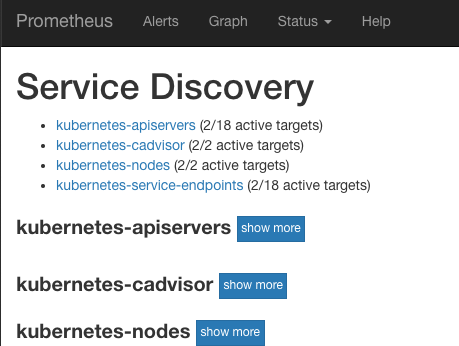 Prometheus Alerts Graph Status Help
Service Discovery
kubernetes-apiservers (2/18 active targets)
kubernetes-cadvisor (2/2 active targets)
kubernetes-nodes (2/2 active targets)
kubernetes-service-endpoints (2/18 active targets)
kubernetes-apiservers show more
kubernetes-cadvisor show more
kubernetes-nodes show more